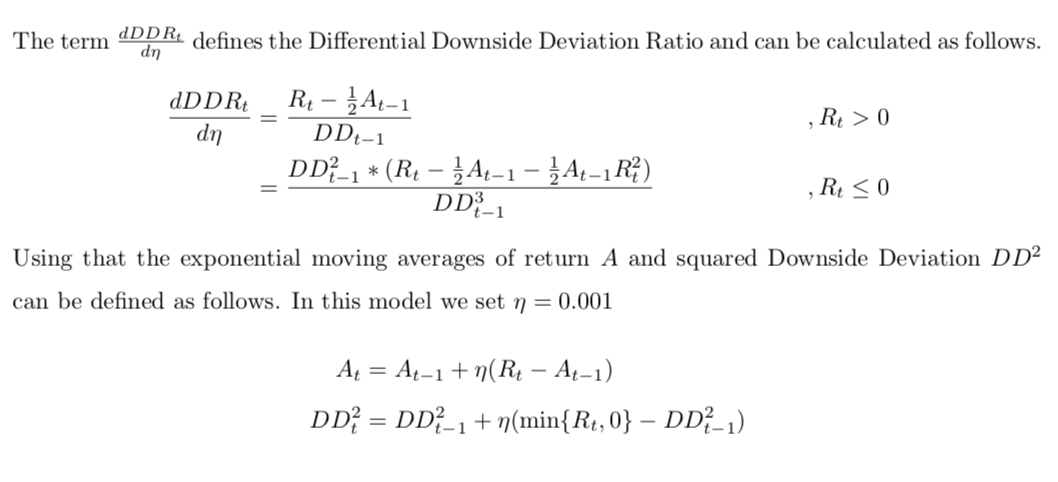 The term $\frac{dDDR_t}{d\eta}$ defines the Differential Downside Deviation Ratio and can be calculated as follows.
$\frac{dDDR_t}{d\eta} = \frac{R_t - \frac{1}{2}A_{t-1}}{DD_{t-1}}$ , $R_t > 0$
$= \frac{DD_{t-1}^2 * (R_t - \frac{1}{2}A_{t-1} - \frac{1}{2}A_{t-1}R_t^2)}{DD_{t-1}^3}$ , $R_t \leq 0$
Using that the exponential moving averages of return $A$ and squared Downside Deviation $DD^2$
can be defined as follows. In this model we set $\eta = 0.001$
$A_t = A_{t-1} + \eta(R_t - A_{t-1})$
$DD_t^2 = DD_{t-1}^2 + \eta(\min\{R_t, 0\} - DD_{t-1}^2)$